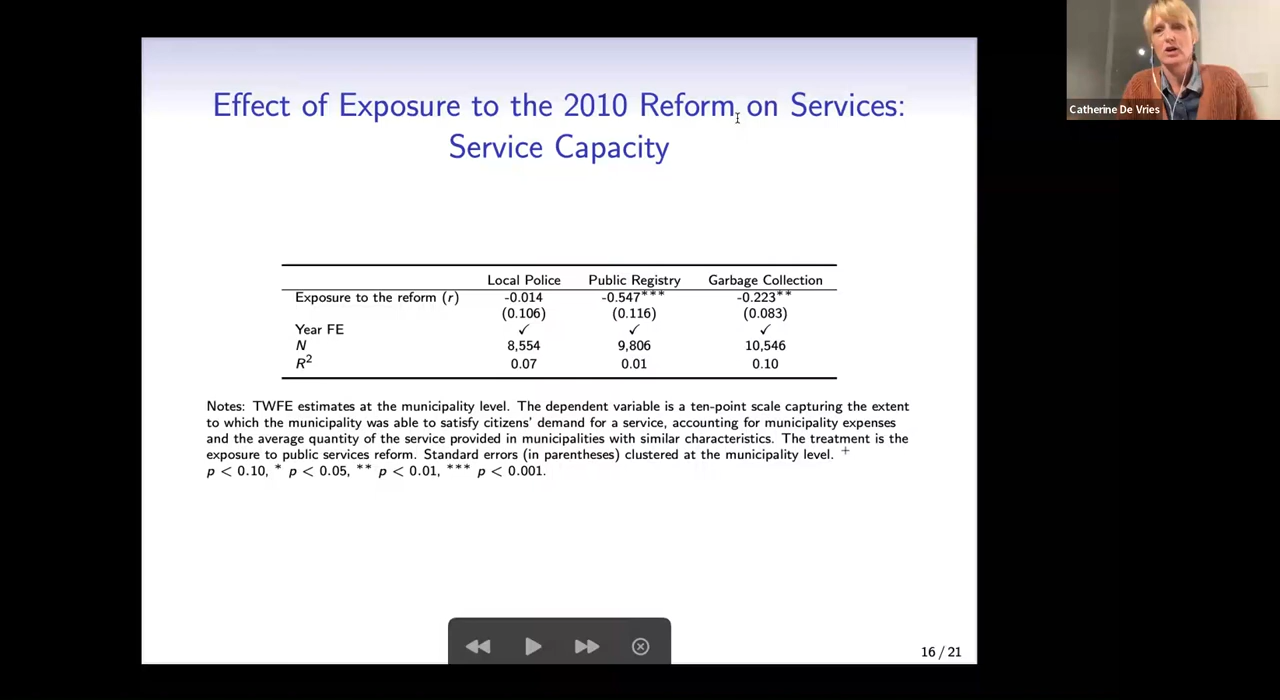 Effect of Exposure to the 2010 Reform on Services:
Service Capacity
Local Police Public Registry Garbage Collection
Exposure to the reform (r) -0.014 -0.547*** -0.223**
(0.106) (0.116) (0.083)
Year FE ✓ ✓ ✓
N 8,554 9,806 10,546
R² 0.07 0.01 0.10
Notes: TWFE estimates at the municipality level. The dependent variable is a ten-point scale capturing the extent
to which the municipality was able to satisfy citizens' demand for a service, accounting for municipality expenses
and the average quantity of the service provided in municipalities with similar characteristics. The treatment is the
exposure to public services reform. Standard errors (in parentheses) clustered at the municipality level. +
p < 0.10, * p < 0.05, ** p < 0.01, *** p < 0.001.
16 / 21
Catherine De Vries